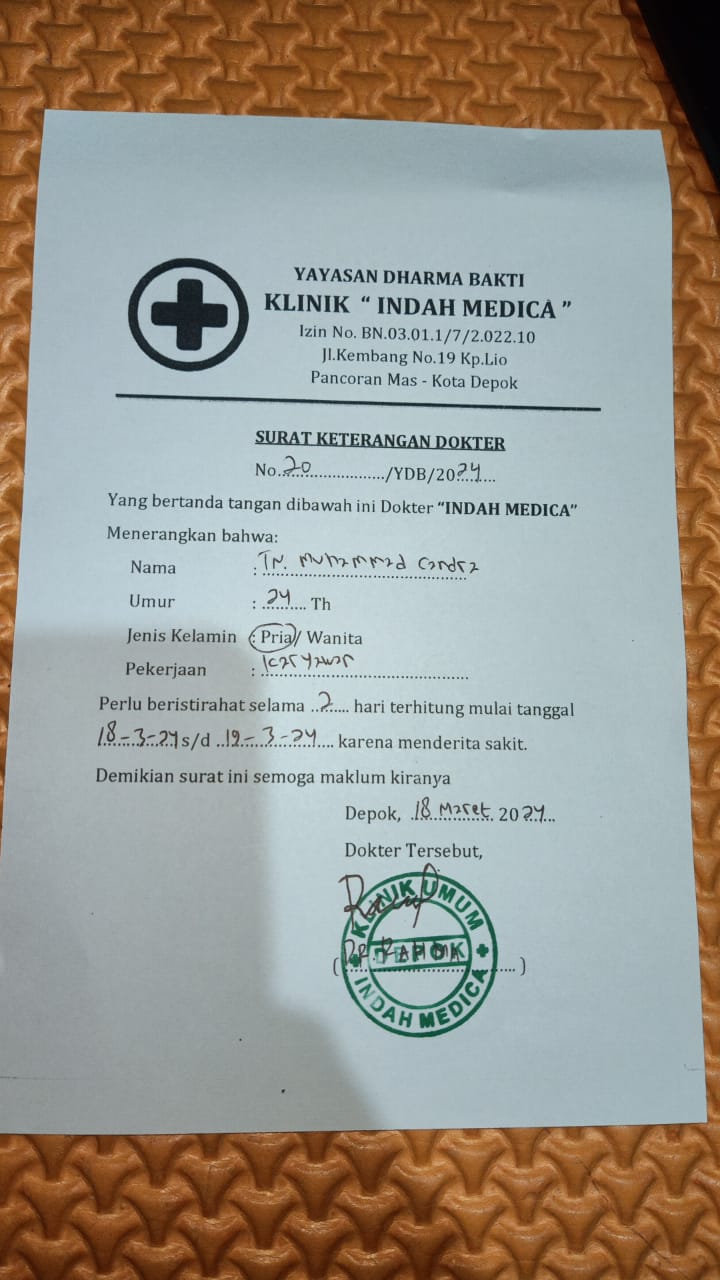 YAYASAN DHARMA BAKTI
KLINIK “ INDAH MEDICA ”
Izin No. BN.03.01.1/7/2.022.10
Jl.Kembang No.19 Kp.Lio
Pancoran Mas - Kota Depok
SURAT KETERANGAN DOKTER
No. 20 ..................../YDB/2024
Yang bertanda tangan dibawah ini Dokter “INDAH MEDICA”
Menerangkan bahwa:
Nama : Tn. Muhammad Candra
Umur : 24 Th
Jenis Kelamin : Pria/ Wanita
Pekerjaan : Karyawan
Perlu beristirahat selama ..2..... hari terhitung mulai tanggal
18-3-24 s/d 19-3-24 karena menderita sakit.
Demikian surat ini semoga maklum kiranya
Depok, 18 Maret 2024
Dokter Tersebut,
KLINIK UMUM
DEPOK
INDAH MEDICA
(DR. RAHMA)